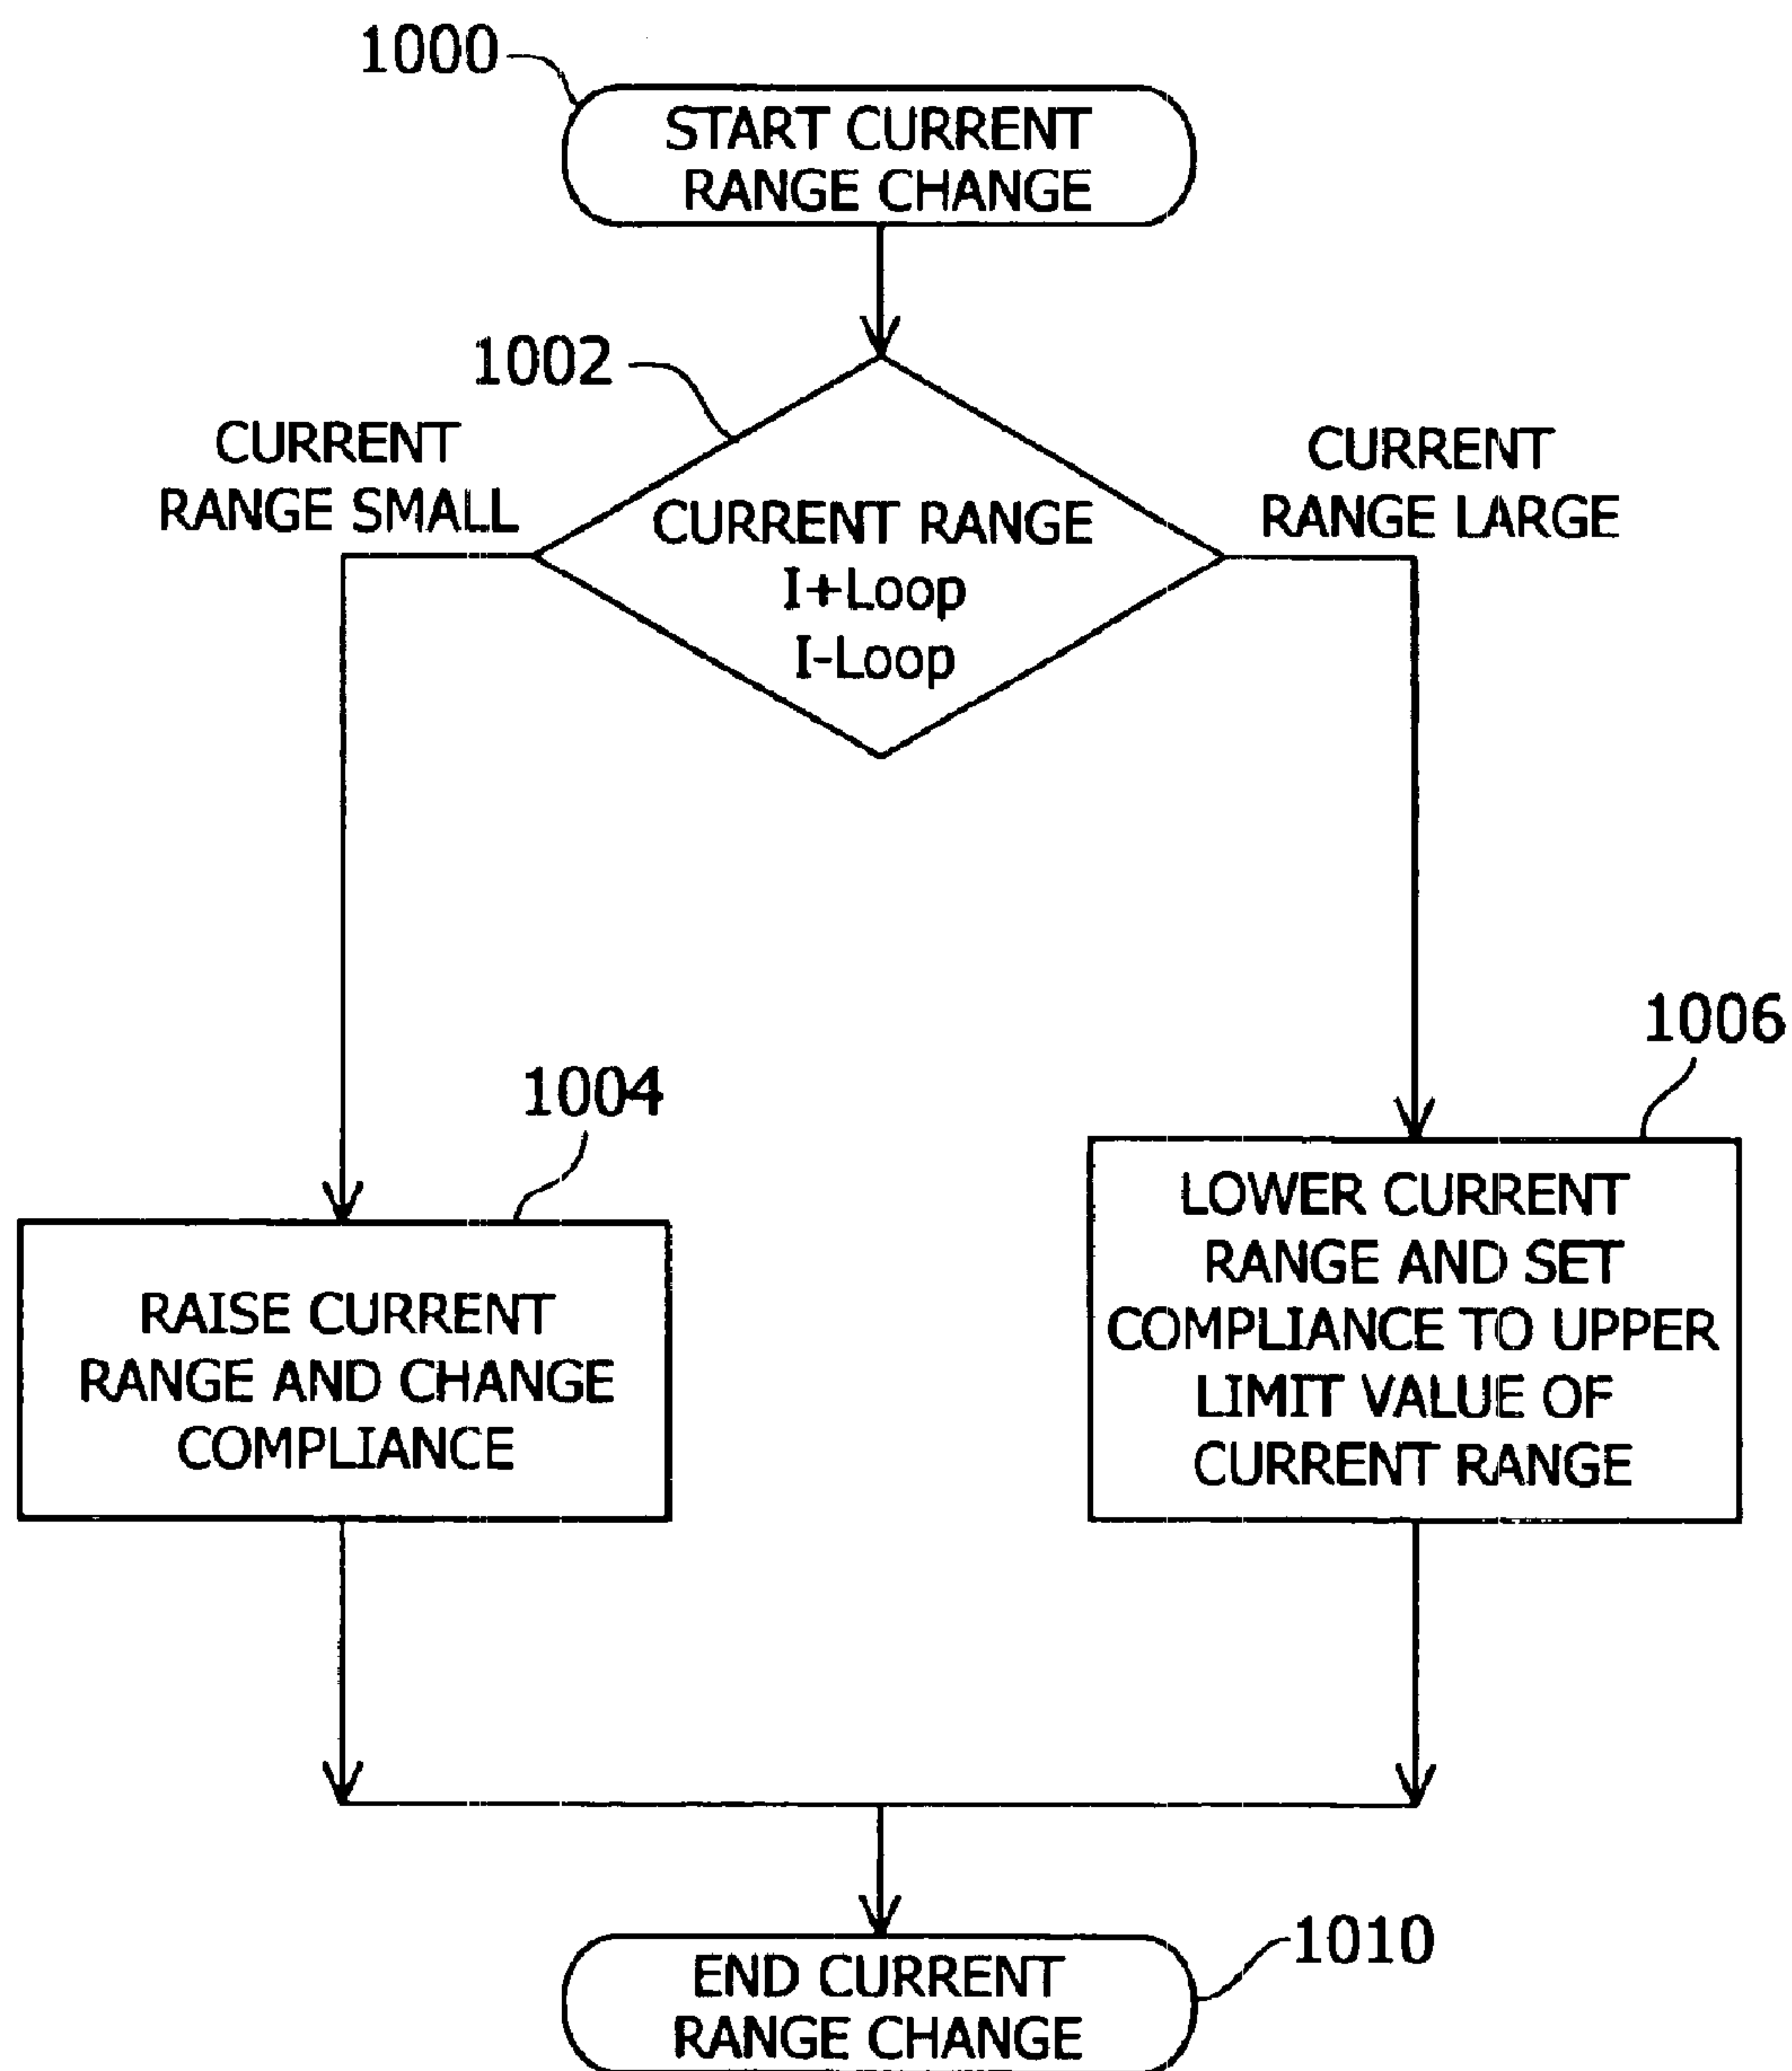 1000
START CURRENT
RANGE CHANGE
1002
CURRENT
RANGE SMALL
CURRENT RANGE
I+Loop
I-Loop
CURRENT
RANGE LARGE
1004
RAISE CURRENT
RANGE AND CHANGE
COMPLIANCE
1006
LOWER CURRENT
RANGE AND SET
COMPLIANCE TO UPPER
LIMIT VALUE OF
CURRENT RANGE
END CURRENT
RANGE CHANGE
1010